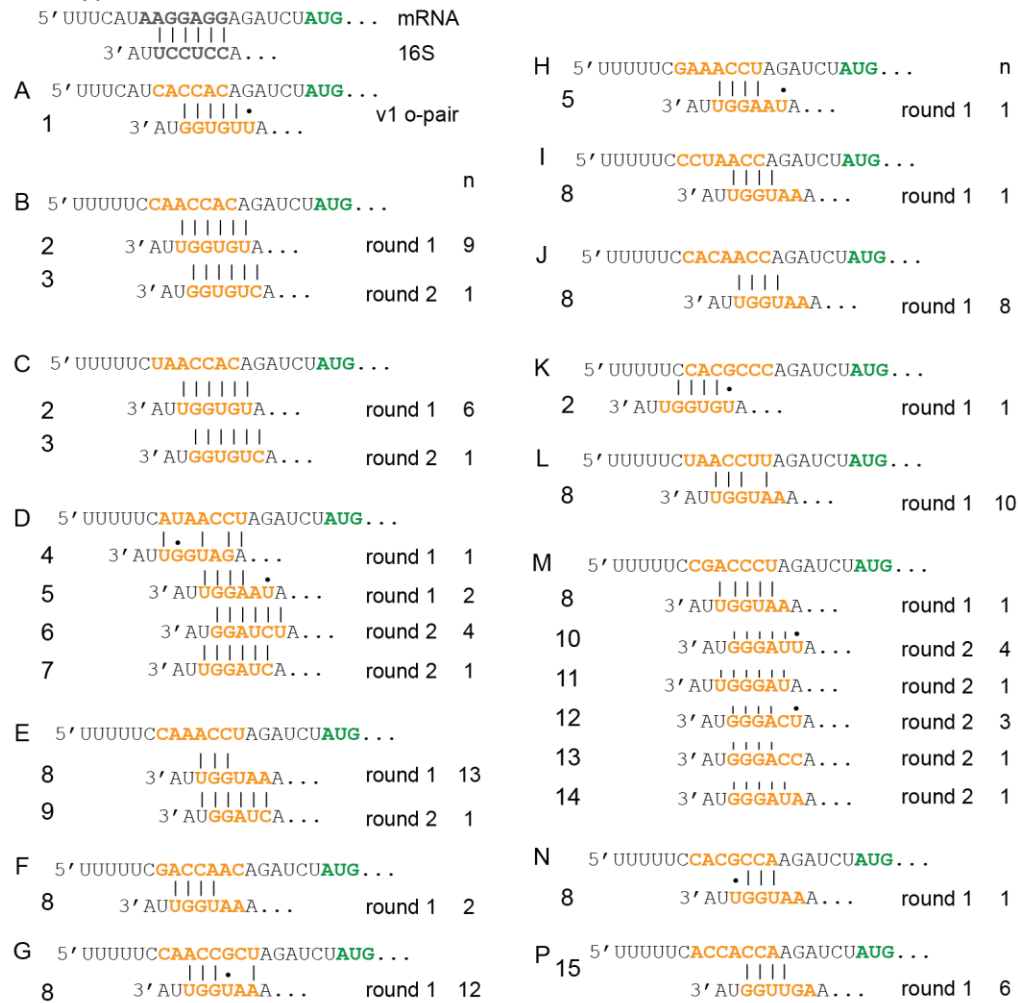 5'UUUCAUAAGGAGGAGAUCUAUG... mRNA
3'AUUCCUCCA... 16S
A 5'UUUCAUCACCACAGAUCUAUG...
1 3'AUGGUGUUA... v1 o-pair
n
B 5'UUUUUCCAACCACAGAUCUAUG...
2 3'AUUGGUGUA... round 1 9
3 3'AUGGUGUCA... round 2 1
C 5'UUUUUCUAACCACAGAUCUAUG...
2 3'AUUGGUGUA... round 1 6
3 3'AUGGUGUCA... round 2 1
D 5'UUUUUCAUAACCUAGAUCUAUG...
4 3'AUUGGUAGA... round 1 1
5 3'AUUGGAAUA... round 1 2
6 3'AUGGAUCUA... round 2 4
7 3'AUUGGAUCA... round 2 1
E 5'UUUUUCCAAACCUAGAUCUAUG...
8 3'AUUGGUAAA... round 1 13
9 3'AUUGGAUCA... round 2 1
F 5'UUUUUCGACCAACAGAUCUAUG...
8 3'AUUGGUAAA... round 1 2
G 5'UUUUUCCAACCGCUAGAUCUAUG...
8 3'AUUGGUAAA... round 1 12
n
H 5'UUUUUCGAAACCUAGAUCUAUG...
5 3'AUUGGAAUA... round 1 1
I 5'UUUUUCCCUAACCAGAUCUAUG...
8 3'AUUGGUAAA... round 1 1
J 5'UUUUUCCACAACCAGAUCUAUG...
8 3'AUUGGUAAA... round 1 8
K 5'UUUUUCCACGCCCAGAUCUAUG...
2 3'AUUGGUGUA... round 1 1
L 5'UUUUUCUAACCUUAGAUCUAUG...
8 3'AUUGGUAAA... round 1 10
M 5'UUUUUCCGACCCUAGAUCUAUG...
8 3'AUUGGUAAA... round 1 1
10 3'AUGGGAUUA... round 2 4
11 3'AUUGGGAUA... round 2 1
12 3'AUGGGACUA... round 2 3
13 3'AUGGGACCA... round 2 1
14 3'AUGGGAUAA... round 2 1
N 5'UUUUUCCACGCCAAGAUCUAUG...
8 3'AUUGGUAAA... round 1 1
P 5'UUUUUCACCACCAAGAUCUAUG...
15 3'AUGGUUGAA... round 1 6